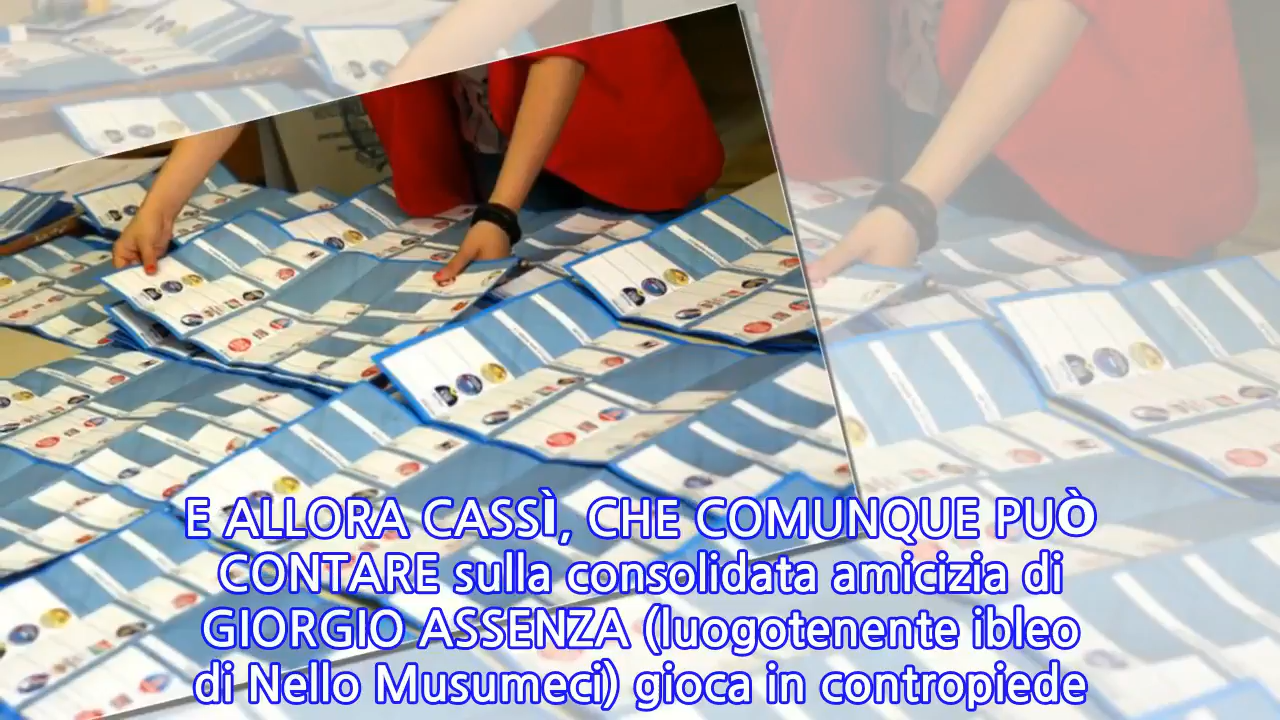 E ALLORA CASSÌ, CHE COMUNQUE PUÒ
CONTARE sulla consolidata amicizia di
GIORGIO ASSENZA (luogotenente ibleo
di Nello Musumeci) gioca in contropiede